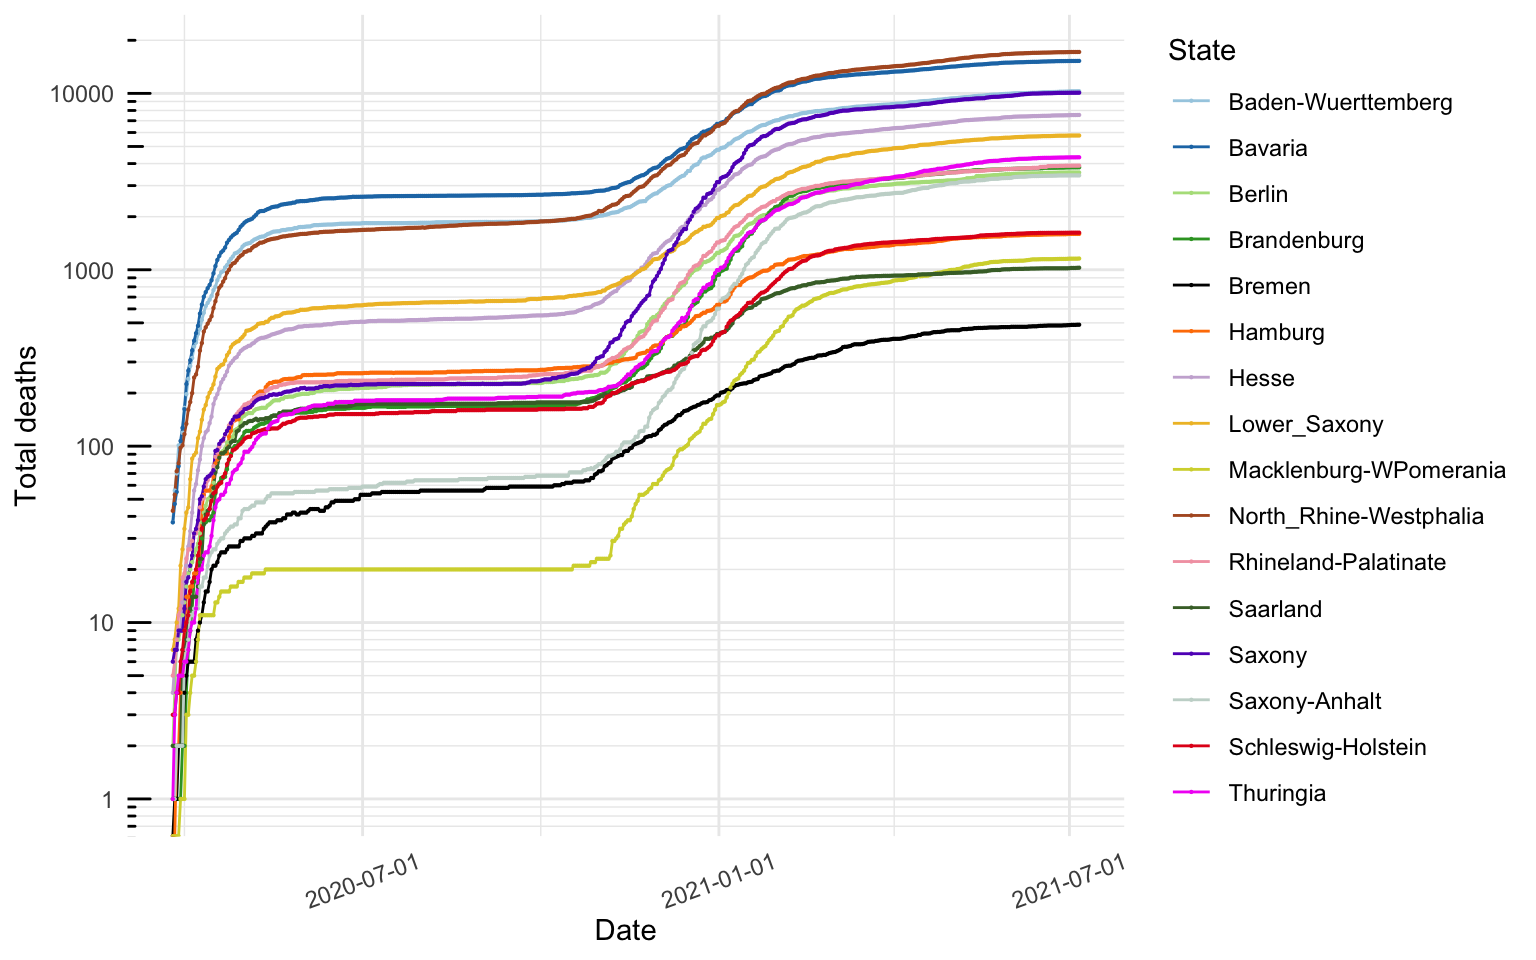 Total deaths
10000
1000
100
10
1
2020-07-01
2021-01-01
2021-07-01
Date
State
Baden-Wuerttemberg
Bavaria
Berlin
Brandenburg
Bremen
Hamburg
Hesse
Lower_Saxony
Macklenburg-WPomerania
North_Rhine-Westphalia
Rhineland-Palatinate
Saarland
Saxony
Saxony-Anhalt
Schleswig-Holstein
Thuringia